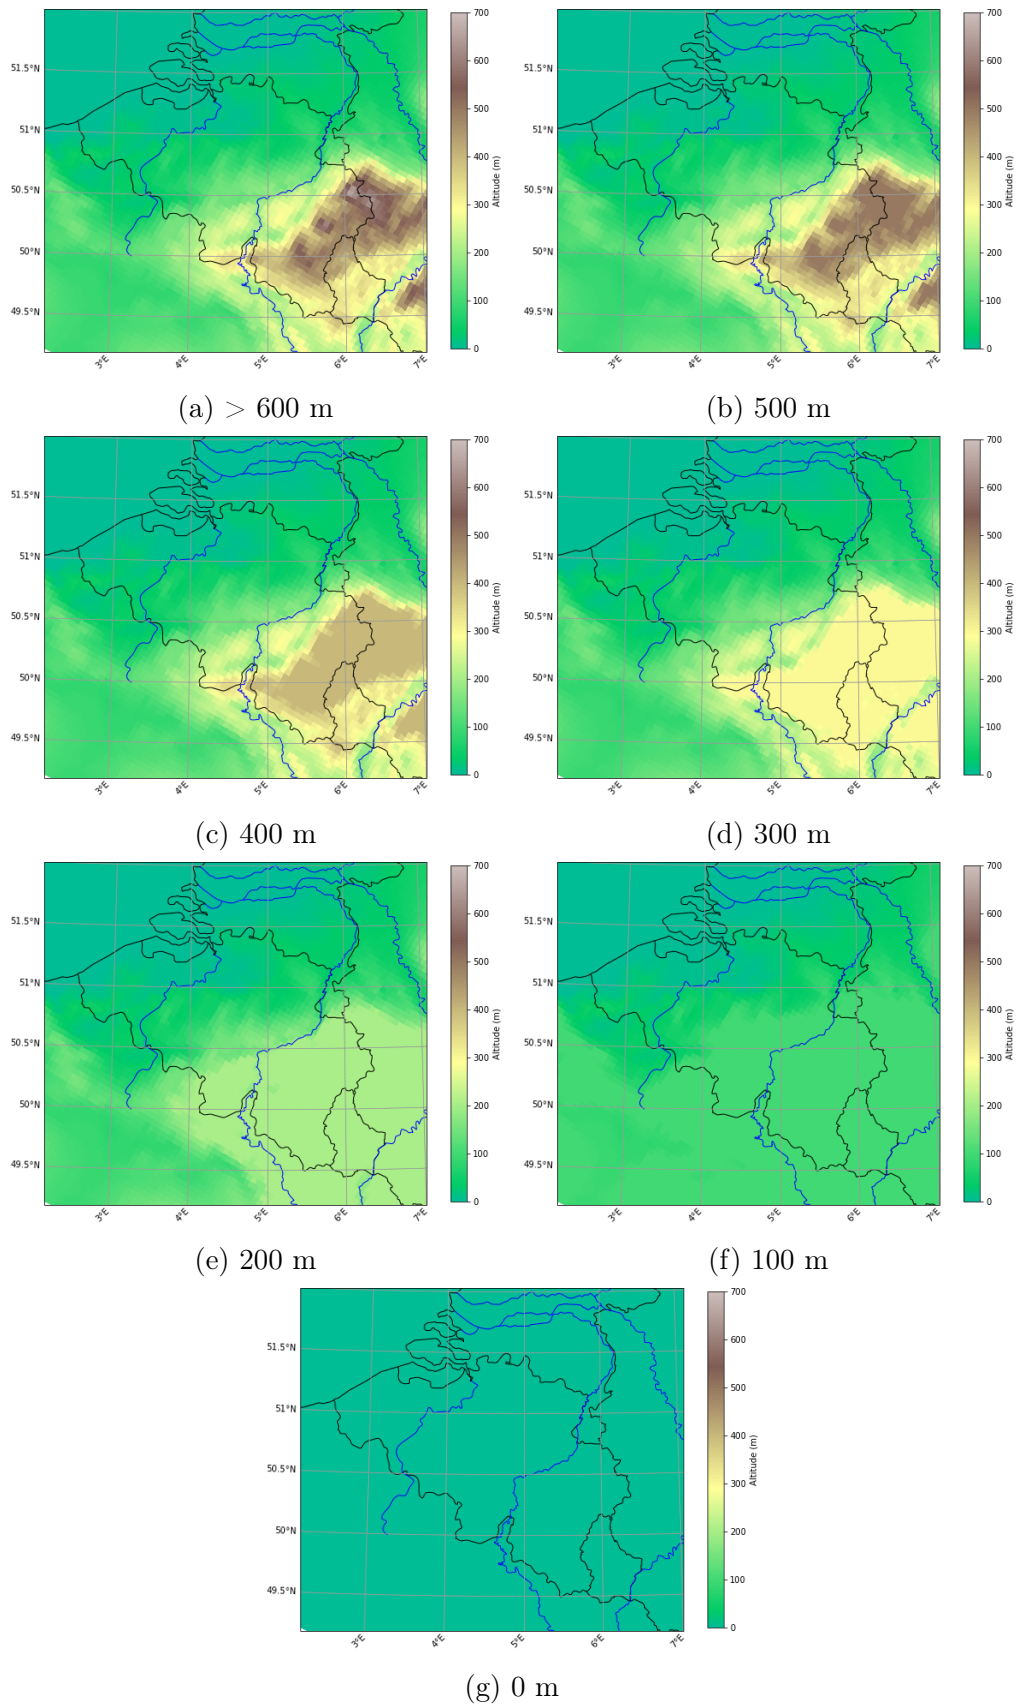 700
600
500
400
300
200
100
0
Altitude (m)
51.5°N
51°N
50.5°N
50°N
49.5°N
3°E
4°E
5°E
6°E
7°E
(a) > 600 m
700
600
500
400
300
200
100
0
Altitude (m)
51.5°N
51°N
50.5°N
50°N
49.5°N
3°E
4°E
5°E
6°E
7°E
(b) 500 m
700
600
500
400
300
200
100
0
Altitude (m)
51.5°N
51°N
50.5°N
50°N
49.5°N
3°E
4°E
5°E
6°E
7°E
(c) 400 m
700
600
500
400
300
200
100
0
Altitude (m)
51.5°N
51°N
50.5°N
50°N
49.5°N
3°E
4°E
5°E
6°E
7°E
(d) 300 m
700
600
500
400
300
200
100
0
Altitude (m)
51.5°N
51°N
50.5°N
50°N
49.5°N
3°E
4°E
5°E
6°E
7°E
(e) 200 m
700
600
500
400
300
200
100
0
Altitude (m)
51.5°N
51°N
50.5°N
50°N
49.5°N
3°E
4°E
5°E
6°E
7°E
(f) 100 m
700
600
500
400
300
200
100
0
Altitude (m)
51.5°N
51°N
50.5°N
50°N
49.5°N
3°E
4°E
5°E
6°E
7°E
(g) 0 m